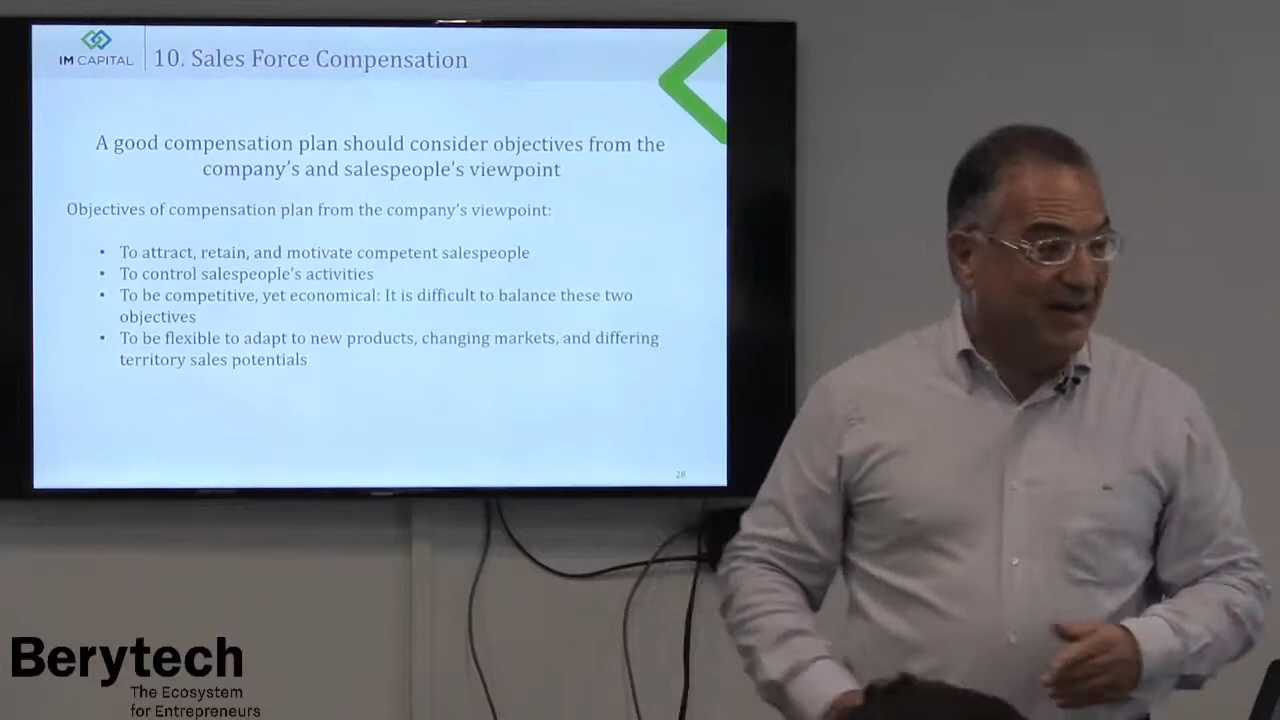 IM CAPITAL
10. Sales Force Compensation
A good compensation plan should consider objectives from the
company's and salespeople's viewpoint
Objectives of compensation plan from the company's viewpoint:
• To attract, retain, and motivate competent salespeople
• To control salespeople's activities
• To be competitive, yet economical: It is difficult to balance these two
objectives
• To be flexible to adapt to new products, changing markets, and differing
territory sales potentials
28
Berytech
The Ecosystem
for Entrepreneurs